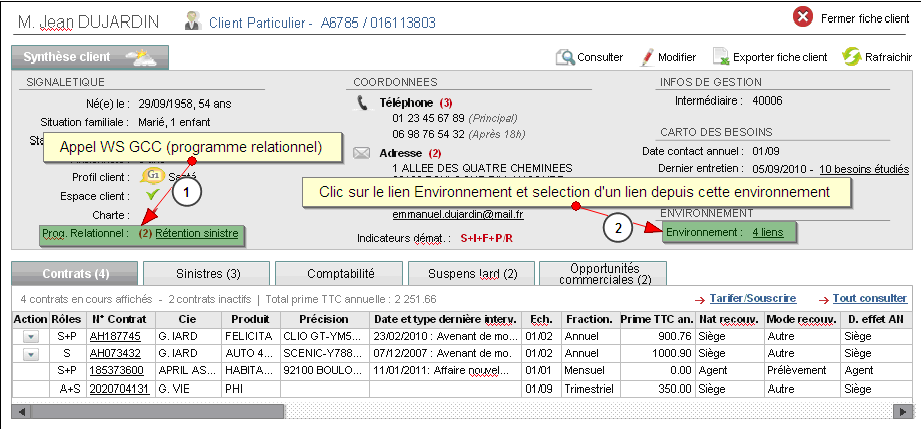 M. Jean DUJARDIN Client Particulier - A6785 / 016113803 Fermer fiche client
Synthèse client Consulter Modifier Exporter fiche client Rafraichir
SIGNALETIQUE COORDONNEES INFOS DE GESTION
Né(e) le : 29/09/1958, 54 ans Téléphone (3) Intermédiaire : 40006
Situation familiale : Marié, 1 enfant 01 23 45 67 89 (Principal)
06 98 76 54 32 (Après 18h) CARTO DES BESOINS
Appel WS GCC (programme relationnel) Adresse (2) Date contact annuel : 01/09
1 ALLEE DES QUATRE CHEMINEES Dernier entretien : 05/09/2010 - 10 besoins étudiés
Profil client : G1 Santé
Clic sur le lien Environnement et selection d'un lien depuis cette environnement
Espace client : 1
Charte : emmanuel.dujardin@mail.fr ENVIRONNEMENT
Prog. Relationnel : (2) Rétention sinistre Indicateurs démat. : S+I+F+P/R 2 Environnement : 4 liens
Contrats (4) Sinistres (3) Comptabilité Suspens Iard (2) Opportunités commerciales (2)
4 contrats en cours affichés - 2 contrats inactifs | Total prime TTC annuelle : 2 251.66 Tarifer/Souscrire Tout consulter
Action Rôles N° Contrat Cie Produit Précision Date et type dernière interv. Ech. Fraction. Prime TTC an. Nat recouv. Mode recouv. D. effet AN
S+P AH187745 G. IARD FELICITA CLIO GT-YM5... 23/02/2010 : Avenant de mo... 01/02 Annuel 900.76 Siège Autre Siège
S AH073432 G. IARD AUTO 4... SCENIC-Y788... 07/12/2007 : Avenant de mo... 01/02 Annuel 1000.90 Siège Autre Siège
S+P 185373600 APRIL AS... HABITA... 92100 BOULO... 11/01/2011: Affaire nouvel... 01/01 Mensuel 0.00 Agent Prélèvement Agent
A+S 2020704131 G. VIE PHI 01/09 Trimestriel 350.00 Siège Autre Siège